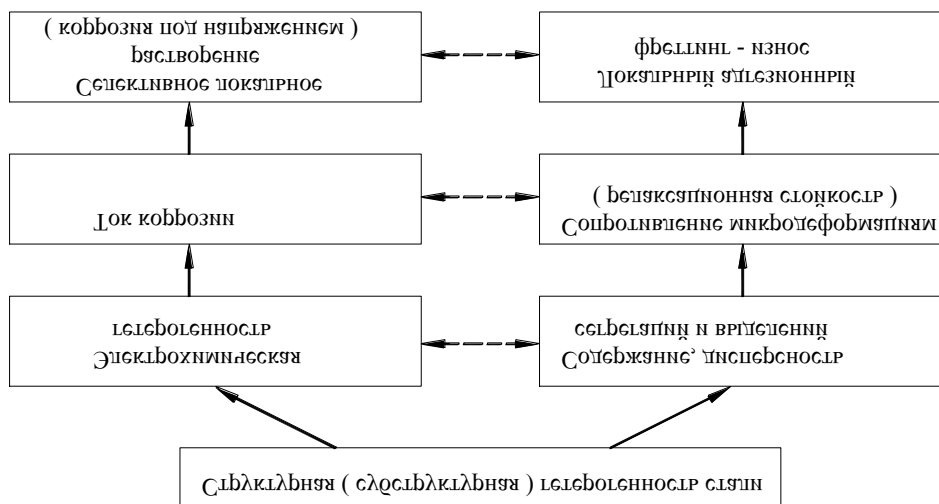 Структурная ( субструктурная ) гетерогенность стали
Электрохимическая
гетерогенность
Содержание, дисперсность
сегрегаций и выделений
Ток коррозии
Сопротивление микродеформациям
( релаксационная стойкость )
Селективное локальное
растворение
( коррозия под напряжением )
Локальный адгезионный
фреттинг - износ